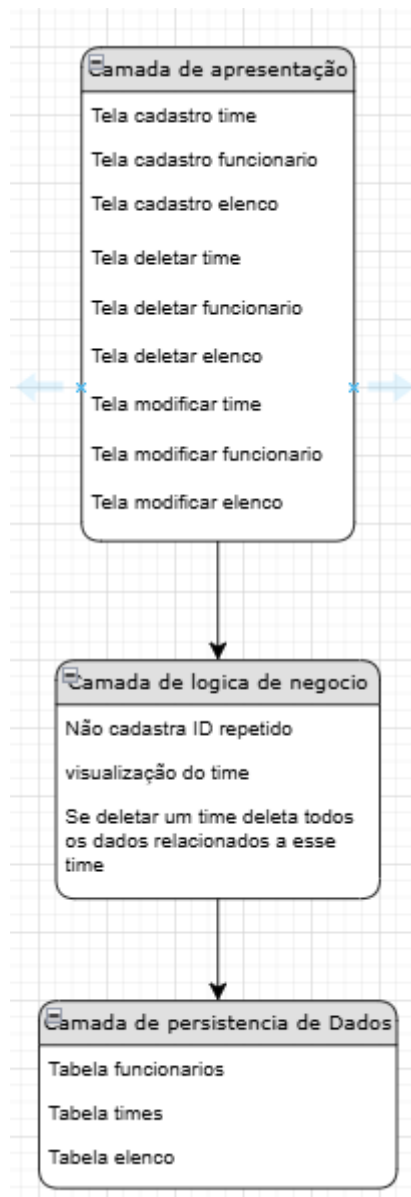 Camada de apresentação
Tela cadastro time
Tela cadastro funcionario
Tela cadastro elenco
Tela deletar time
Tela deletar funcionario
Tela deletar elenco
Tela modificar time
Tela modificar funcionario
Tela modificar elenco
Camada de logica de negocio
Não cadastra ID repetido
visualização do time
Se deletar um time deleta todos
os dados relacionados a esse
time
Camada de persistencia de Dados
Tabela funcionarios
Tabela times
Tabela elenco